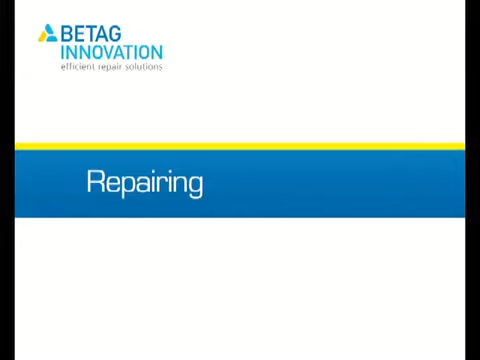 BETAG
INNOVATION
efficient repair solutions
Repairing